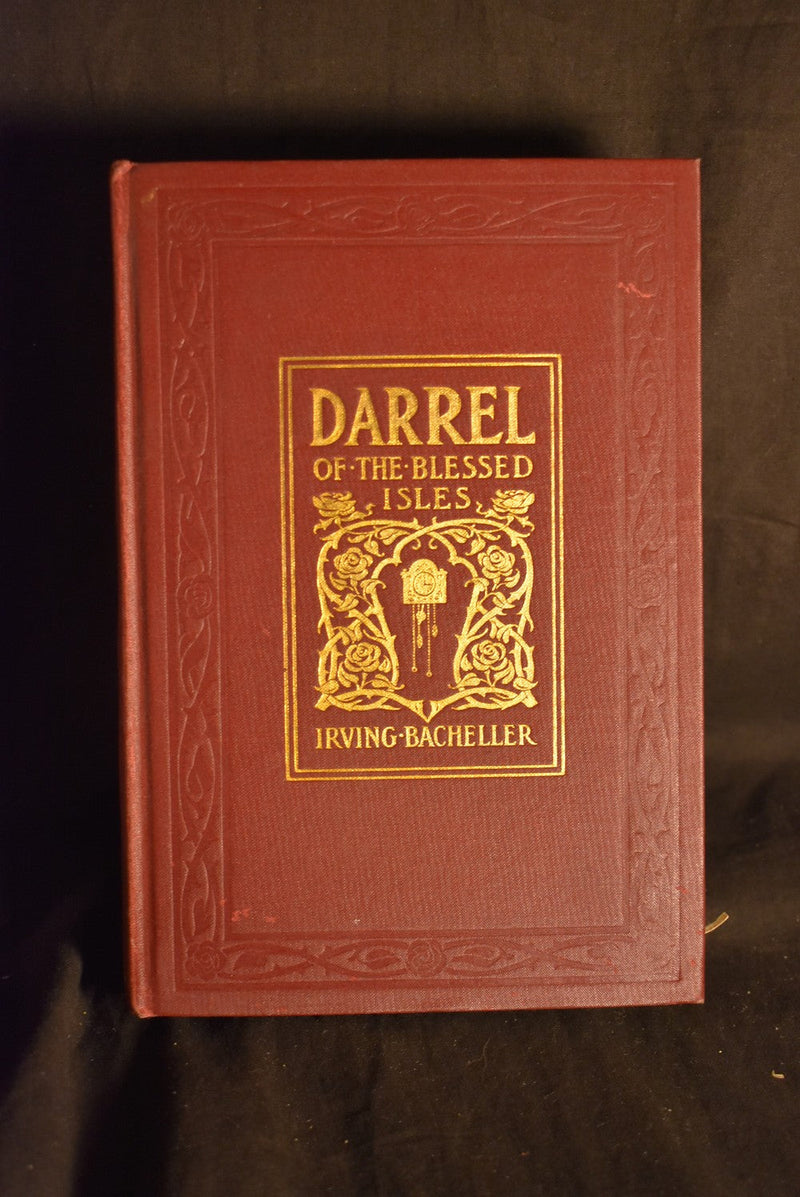 DARREL
OF·THE·BLESSED
ISLES
IRVING·BACHELLER